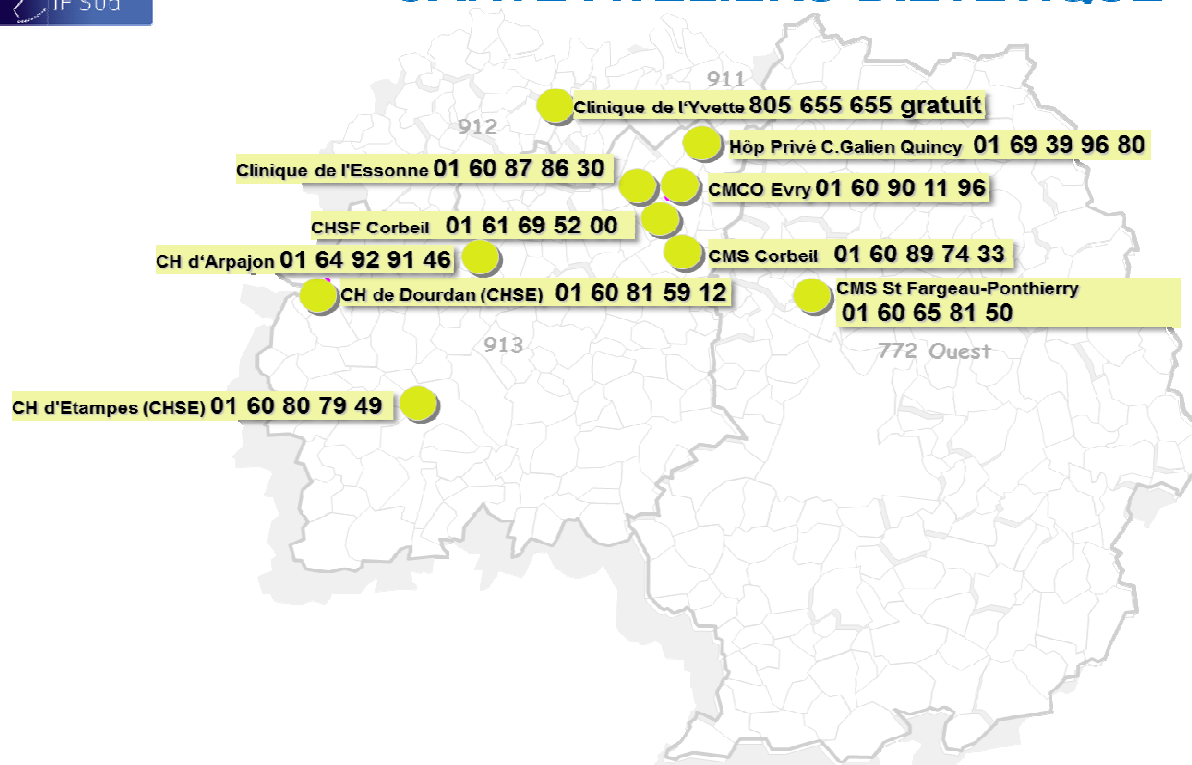 IF Sud
911
Clinique de l'Yvette 805 655 655 gratuit
912
Hôp Privé C.Galien Quincy 01 69 39 96 80
Clinique de l'Essonne 01 60 87 86 30
CMCO Evry 01 60 90 11 96
CHSF Corbeil 01 61 69 52 00
CMS Corbeil 01 60 89 74 33
CH d'Arpajon 01 64 92 91 46
CH de Dourdan (CHSE) 01 60 81 59 12
CMS St Fargeau-Ponthierry
01 60 65 81 50
913
772 Ouest
CH d'Etampes (CHSE) 01 60 80 79 49